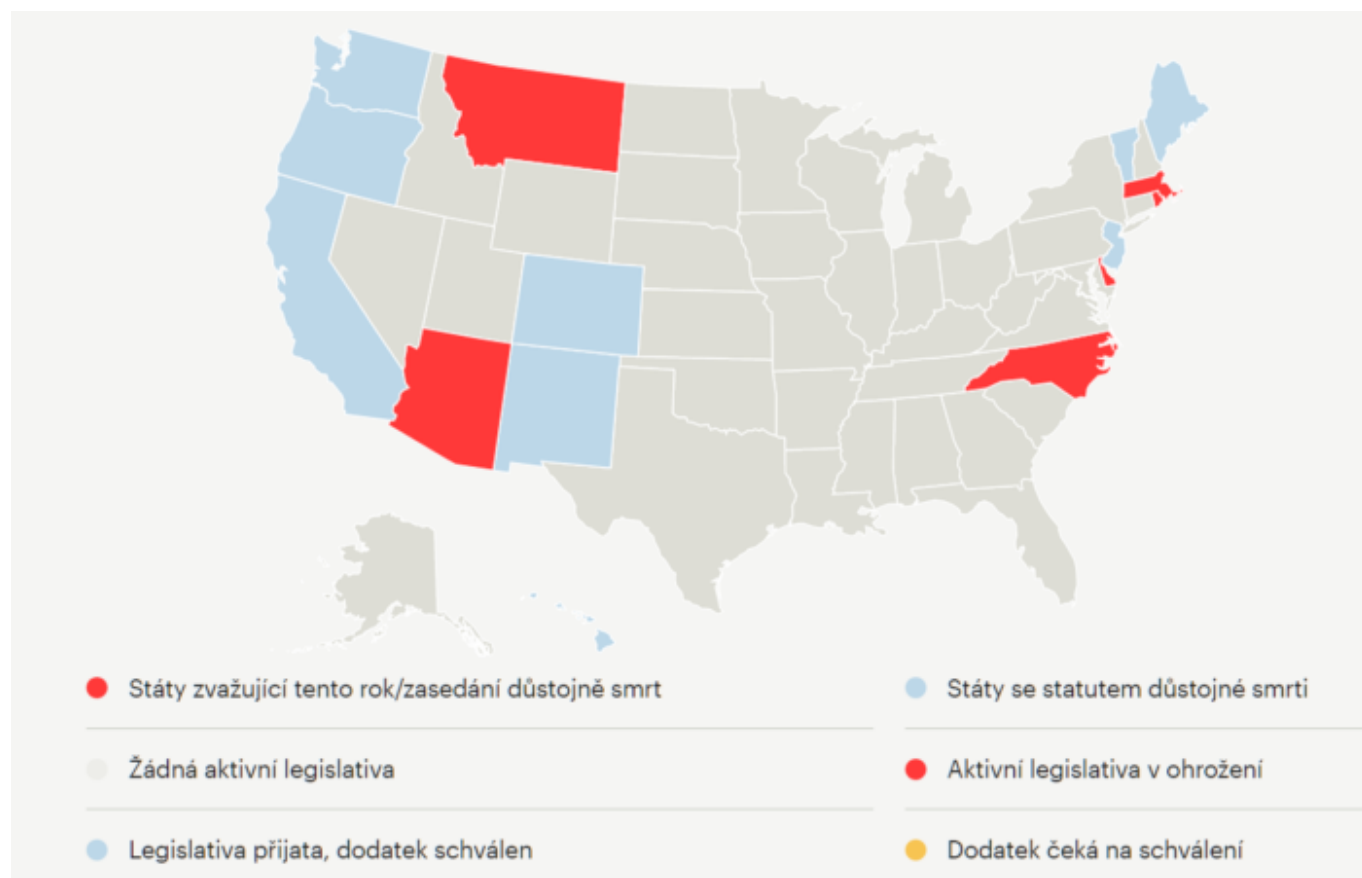 Státy zvažující tento rok/zasedání důstojně smrt
Státy se statutem důstojné smrti
Žádná aktivní legislativa
Aktivní legislativa v ohrožení
Legislativa přijata, dodatek schválen
Dodatek čeká na schválení